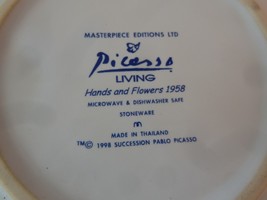 MASTERPIECE EDITIONS LTD
Picasso
LIVING
Hands and Flowers 1958
MICROWAVE & DISHWASHER SAFE
STONEWARE
m
MADE IN THAILAND
TM © 1998 SUCCESSION PABLO PICASSO